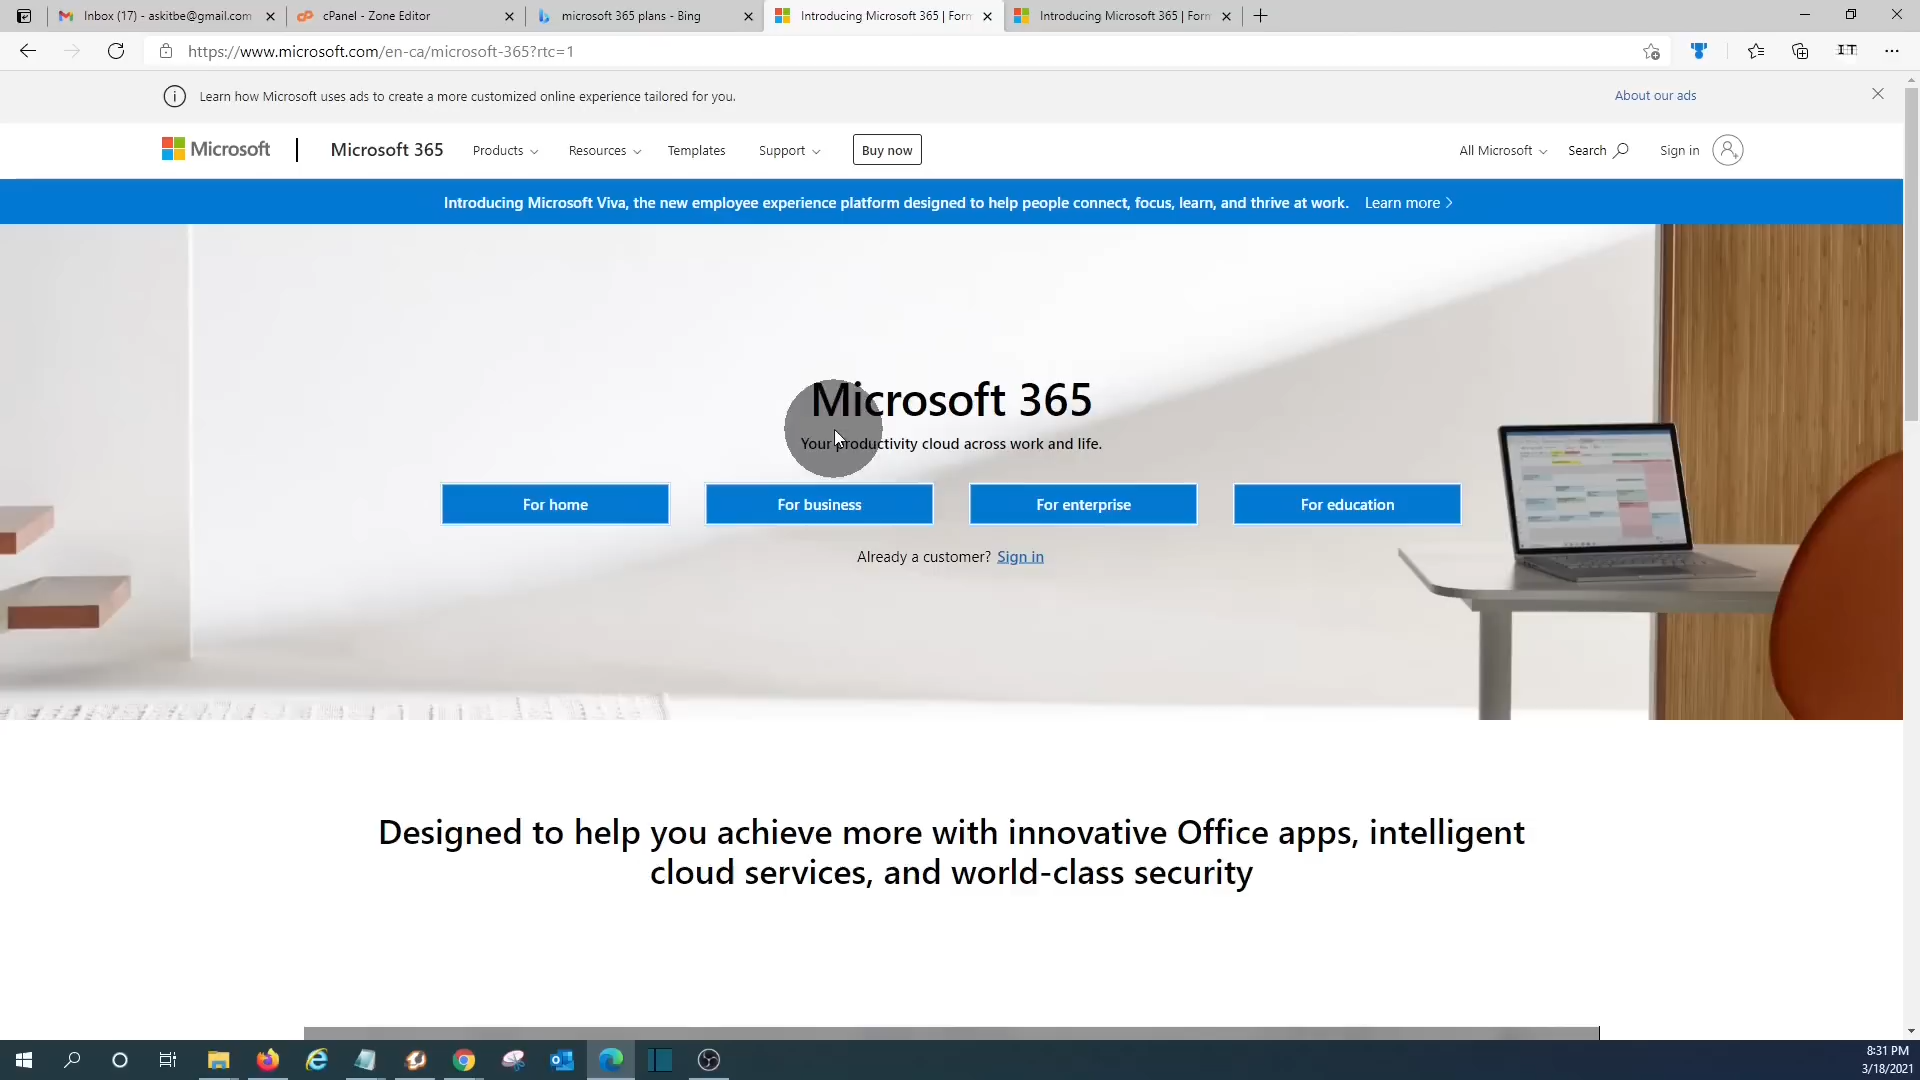 Inbox (17) - askitbe@gmail.com
cPanel - Zone Editor
microsoft 365 plans - Bing
Introducing Microsoft 365 | Form
Introducing Microsoft 365 | Form
https://www.microsoft.com/en-ca/microsoft-365?rtc=1
Learn how Microsoft uses ads to create a more customized online experience tailored for you.
About our ads
Microsoft
Microsoft 365
Products
Resources
Templates
Support
Buy now
All Microsoft
Search
Sign in
Introducing Microsoft Viva, the new employee experience platform designed to help people connect, focus, learn, and thrive at work. Learn more
Microsoft 365
Your productivity cloud across work and life.
For home
For business
For enterprise
For education
Already a customer? Sign in
Designed to help you achieve more with innovative Office apps, intelligent
cloud services, and world-class security
8:31 PM
3/18/2021